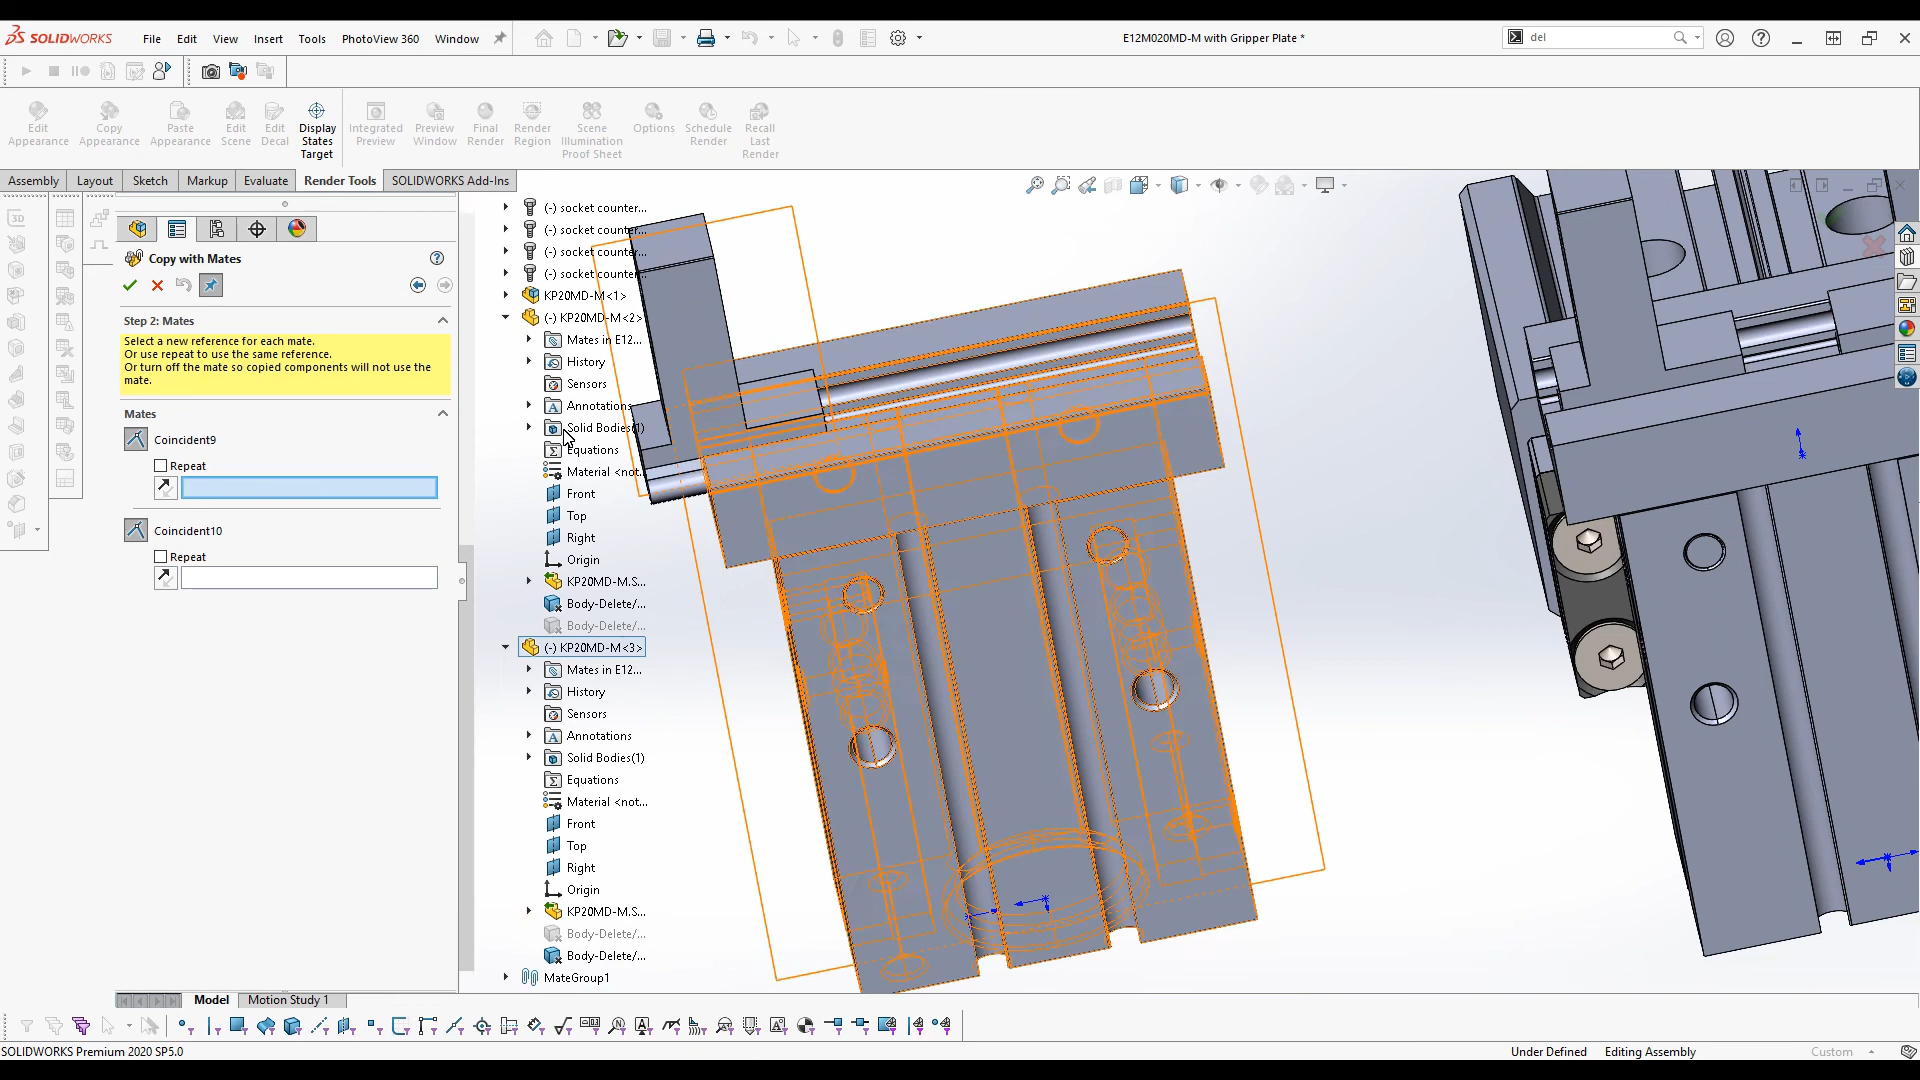 SOLIDWORKS
File
Edit
View
Insert
Tools
PhotoView 360
Window
E12M020MD-M with Gripper Plate *
del
Edit Appearance
Copy Appearance
Paste Appearance
Edit Scene
Edit Decal
Display States Target
Integrated Preview
Preview Window
Final Render
Render Region
Scene Illumination Proof Sheet
Options
Schedule Render
Recall Last Render
Assembly
Layout
Sketch
Markup
Evaluate
Render Tools
SOLIDWORKS Add-Ins
Copy with Mates
Step 2: Mates
Select a new reference for each mate.
Or use repeat to use the same reference.
Or turn off the mate so copied components will not use the
mate.
Mates
Coincident9
Repeat
Coincident10
Repeat
(-) socket counter...
(-) socket counter...
(-) socket counter...
(-) socket counter...
KP20MD-M<1>
(-) KP20MD-M<2>
Mates in E12...
History
Sensors
Annotations
Solid Bodies(1)
Equations
Material <not...
Front
Top
Right
Origin
KP20MD-M.S...
Body-Delete/...
Body-Delete/...
(-) KP20MD-M<3>
Mates in E12...
History
Sensors
Annotations
Solid Bodies(1)
Equations
Material <not...
Front
Top
Right
Origin
KP20MD-M.S...
Body-Delete/...
Body-Delete/...
MateGroup1
Model
Motion Study 1
SOLIDWORKS Premium 2020 SP5.0
Under Defined
Editing Assembly
Custom